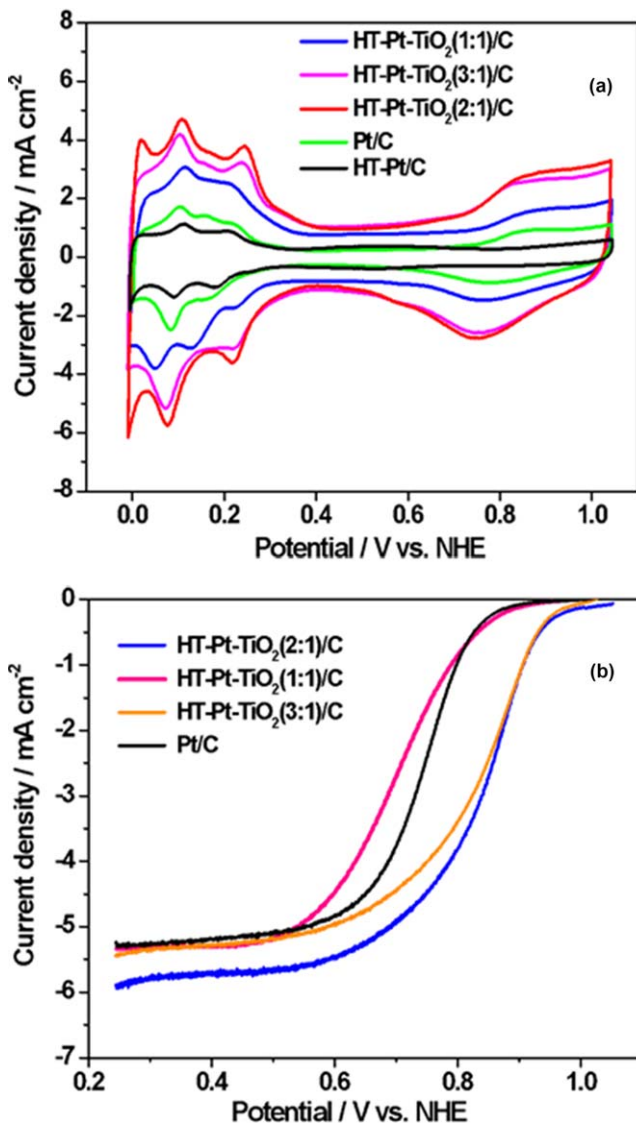 HT-Pt-TiO₂(1:1)/C
HT-Pt-TiO₂(3:1)/C
HT-Pt-TiO₂(2:1)/C
Pt/C
HT-Pt/C
(a)
8
6
4
2
0
-2
-4
-6
-8
Current density / mA cm⁻²
0.0 0.2 0.4 0.6 0.8 1.0
Potential / V vs. NHE
HT-Pt-TiO₂(2:1)/C
HT-Pt-TiO₂(1:1)/C
HT-Pt-TiO₂(3:1)/C
Pt/C
(b)
0
-1
-2
-3
-4
-5
-6
-7
Current density / mA cm⁻²
0.2 0.4 0.6 0.8 1.0
Potential / V vs. NHE